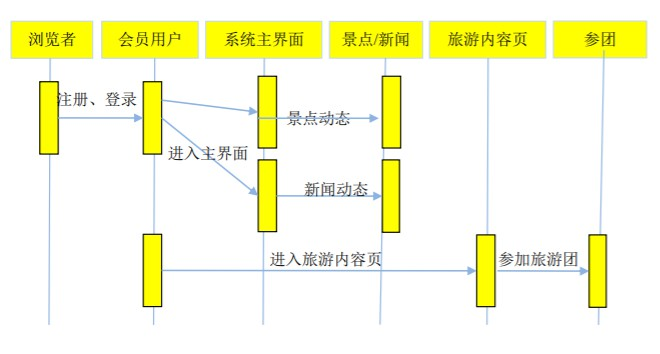 浏览者 会员用户 系统主界面 景点/新闻 旅游内容页 参团
注册、登录
景点动态
进入主界面
新闻动态
进入旅游内容页 参加旅游团